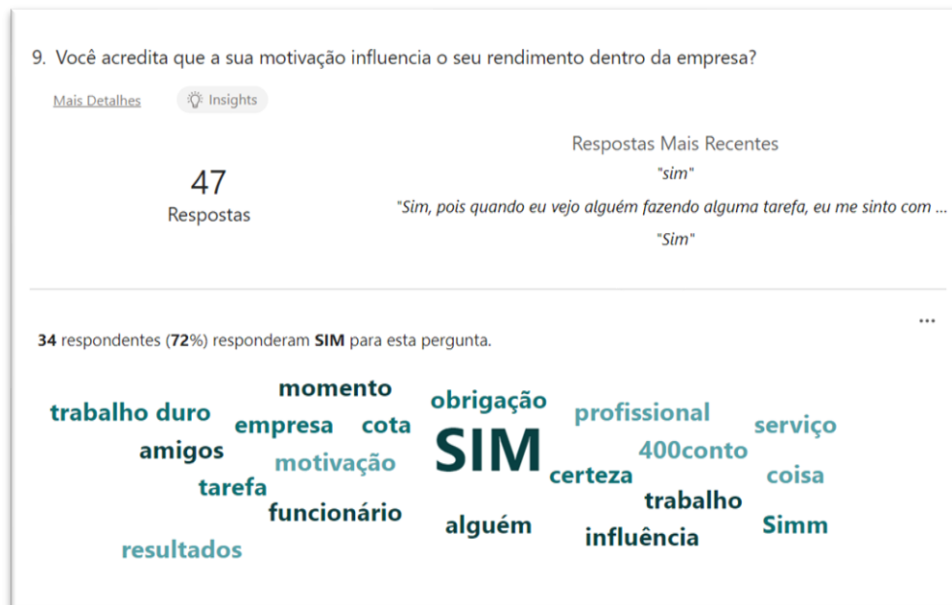 9. Você acredita que a sua motivação influencia o seu rendimento dentro da empresa?
Mais Detalhes
Insights
47
Respostas
Respostas Mais Recentes
"sim"
"Sim, pois quando eu vejo alguém fazendo alguma tarefa, eu me sinto com ...
"Sim"
...
34 respondentes (72%) responderam SIM para esta pergunta.
momento
trabalho duro
obrigação
profissional
empresa
cota
serviço
amigos
motivação
SIM
400conto
tarefa
certeza
coisa
funcionário
trabalho
alguém
influência
Simm
resultados